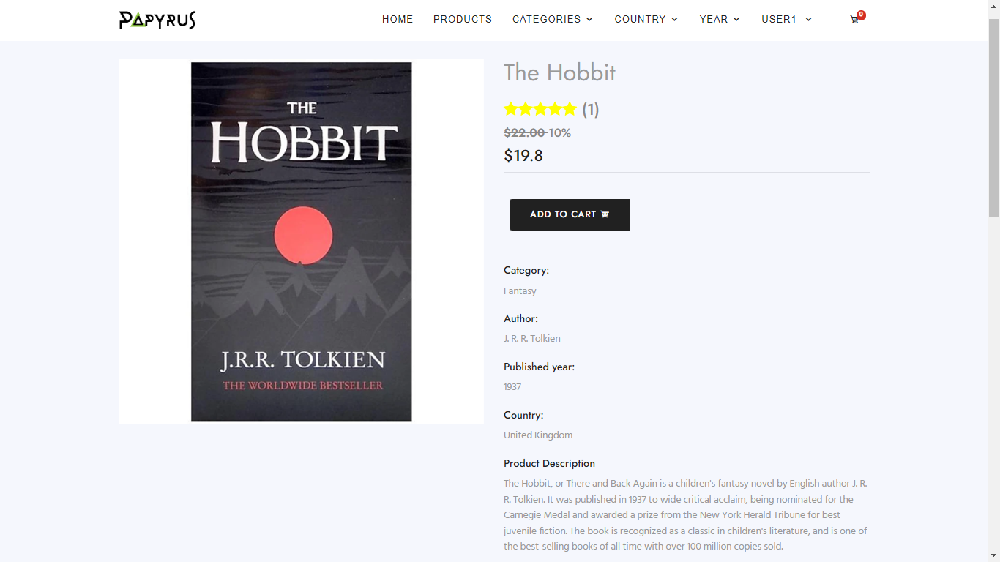 PAPYRUS
HOME PRODUCTS CATEGORIES COUNTRY YEAR USER1 0
THE
HOBBIT
J.R.R. TOLKIEN
THE WORLDWIDE BESTSELLER
The Hobbit
(1)
$22.00 10%
$19.8
ADD TO CART
Category:
Fantasy
Author:
J. R. R. Tolkien
Published year:
1937
Country:
United Kingdom
Product Description
The Hobbit, or There and Back Again is a children's fantasy novel by English author J. R.
R. Tolkien. It was published in 1937 to wide critical acclaim, being nominated for the
Carnegie Medal and awarded a prize from the New York Herald Tribune for best
juvenile fiction. The book is recognized as a classic in children's literature, and is one of
the best-selling books of all time with over 100 million copies sold.